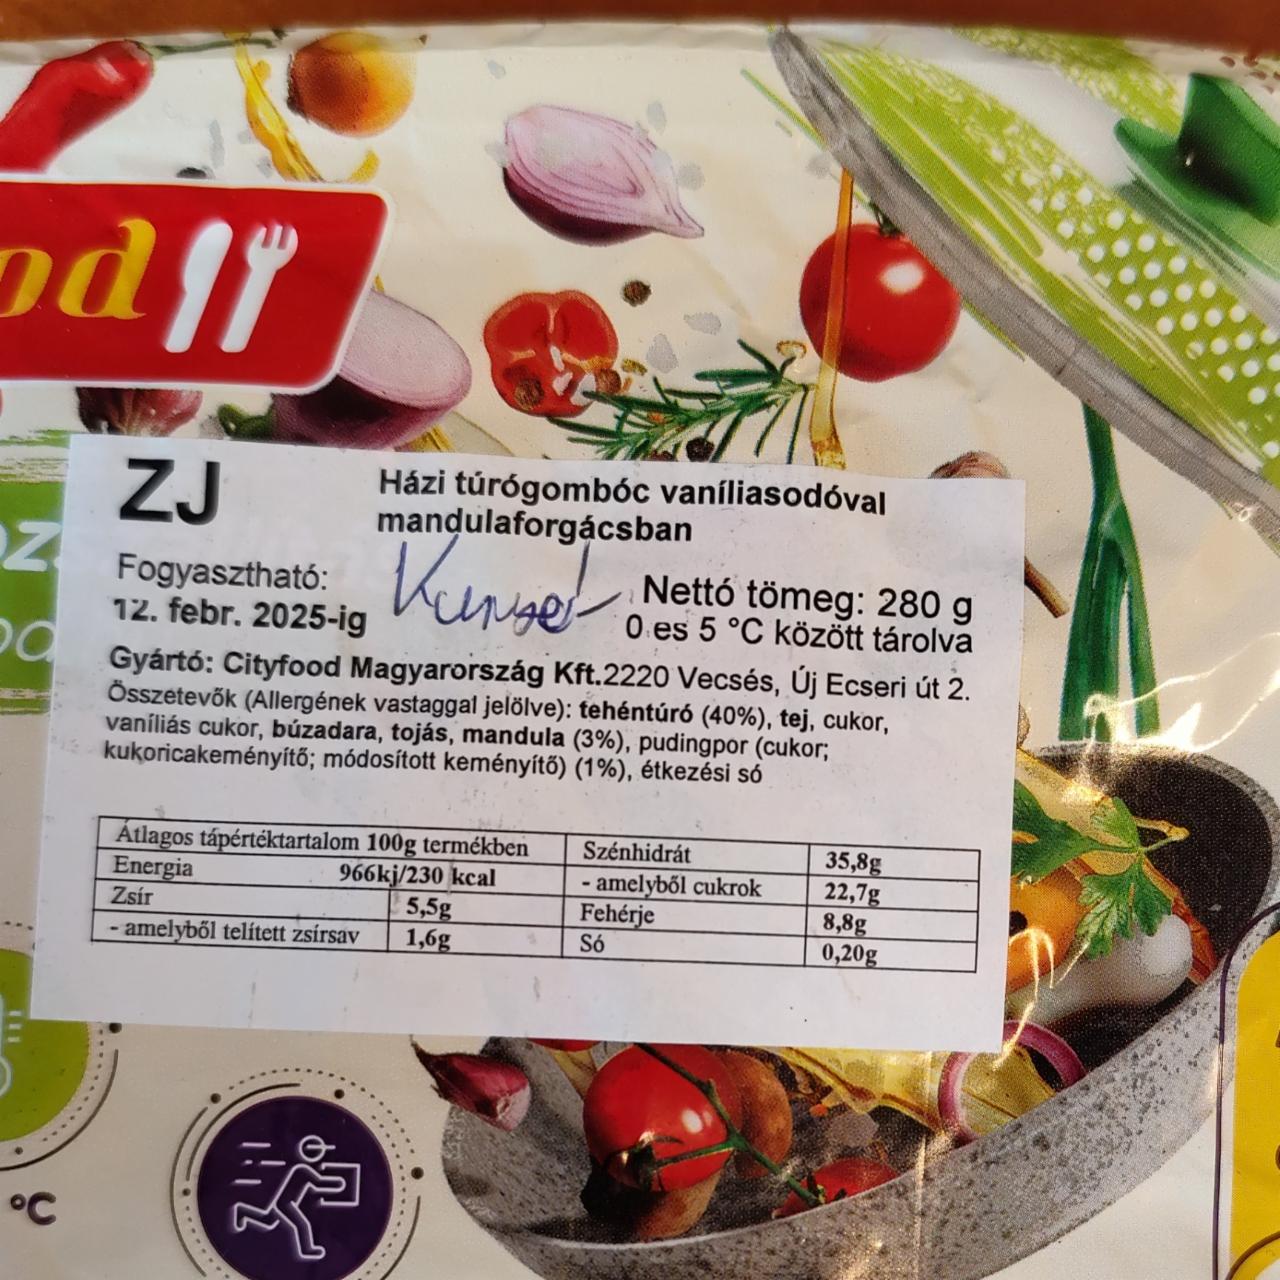 od
ZJ
Házi túrógombóc vaníliasodóval
mandulaforgácsban
Fogyasztható:
12. febr. 2025-ig
Nettó tömeg: 280 g
0 es 5 °C között tárolva
Gyártó: Cityfood Magyarország Kft.2220 Vecsés, Új Ecseri út 2.
Összetevők (Allergének vastaggal jelölve): tehéntúró (40%), tej, cukor,
vaníliás cukor, búzadara, tojás, mandula (3%), pudingpor (cukor;
kukoricakeményítő; módosított keményítő) (1%), étkezési só
Átlagos tápértéktartalom 100g termékben
Energia 966kj/230 kcal
Zsír 5,5g
- amelyből telített zsírsav 1,6g
Szénhidrát 35,8g
- amelyből cukrok 22,7g
Fehérje 8,8g
Só 0,20g
°C